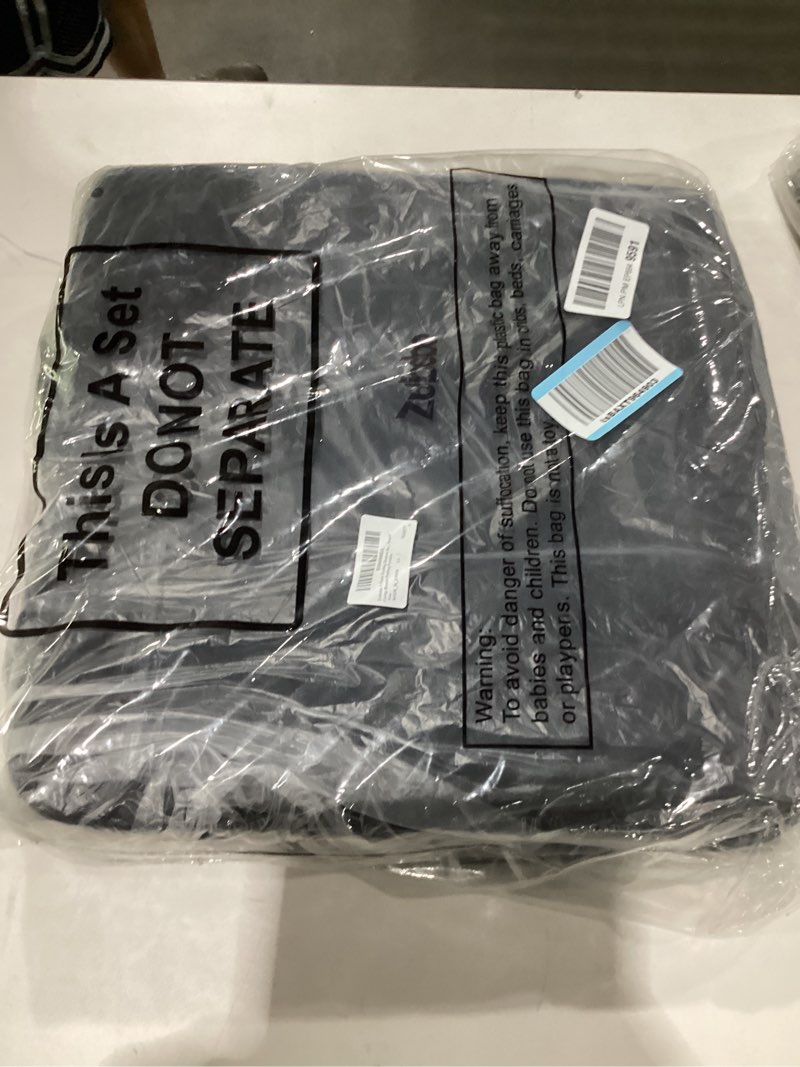 This Is A Set
DONOT
SEPARATE
Warning:
To avoid danger of suffocation, keep this plastic bag away from
babies and children. Do not use this bag in cribs, beds, carriages
or playpens. This bag is not a toy.
9591